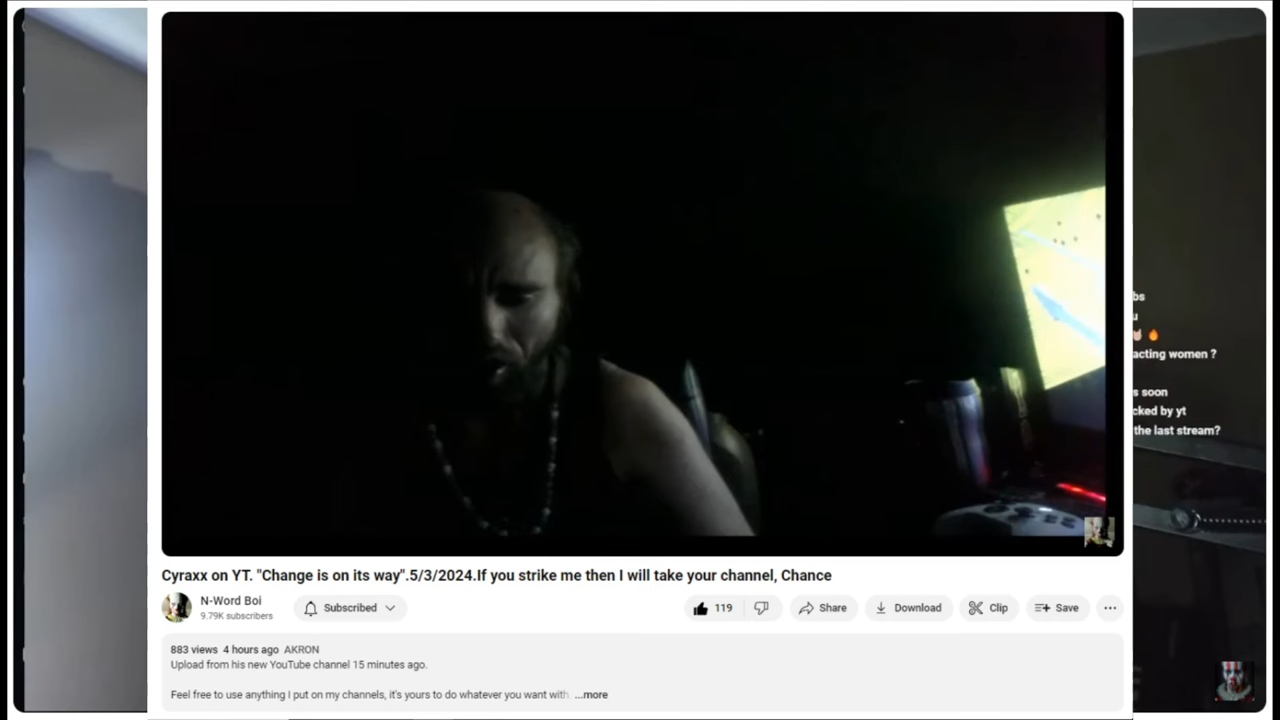 Cyraxx on YT. "Change is on its way".5/3/2024.If you strike me then I will take your channel, Chance
N-Word Boi
9.79K subscribers
Subscribed
119
Share
Download
Clip
Save
883 views 4 hours ago AKRON
Upload from his new YouTube channel 15 minutes ago.
Feel free to use anything I put on my channels, it's yours to do whatever you want with. ...more
bs
u
acting women ?
s soon
cked by yt
the last stream?